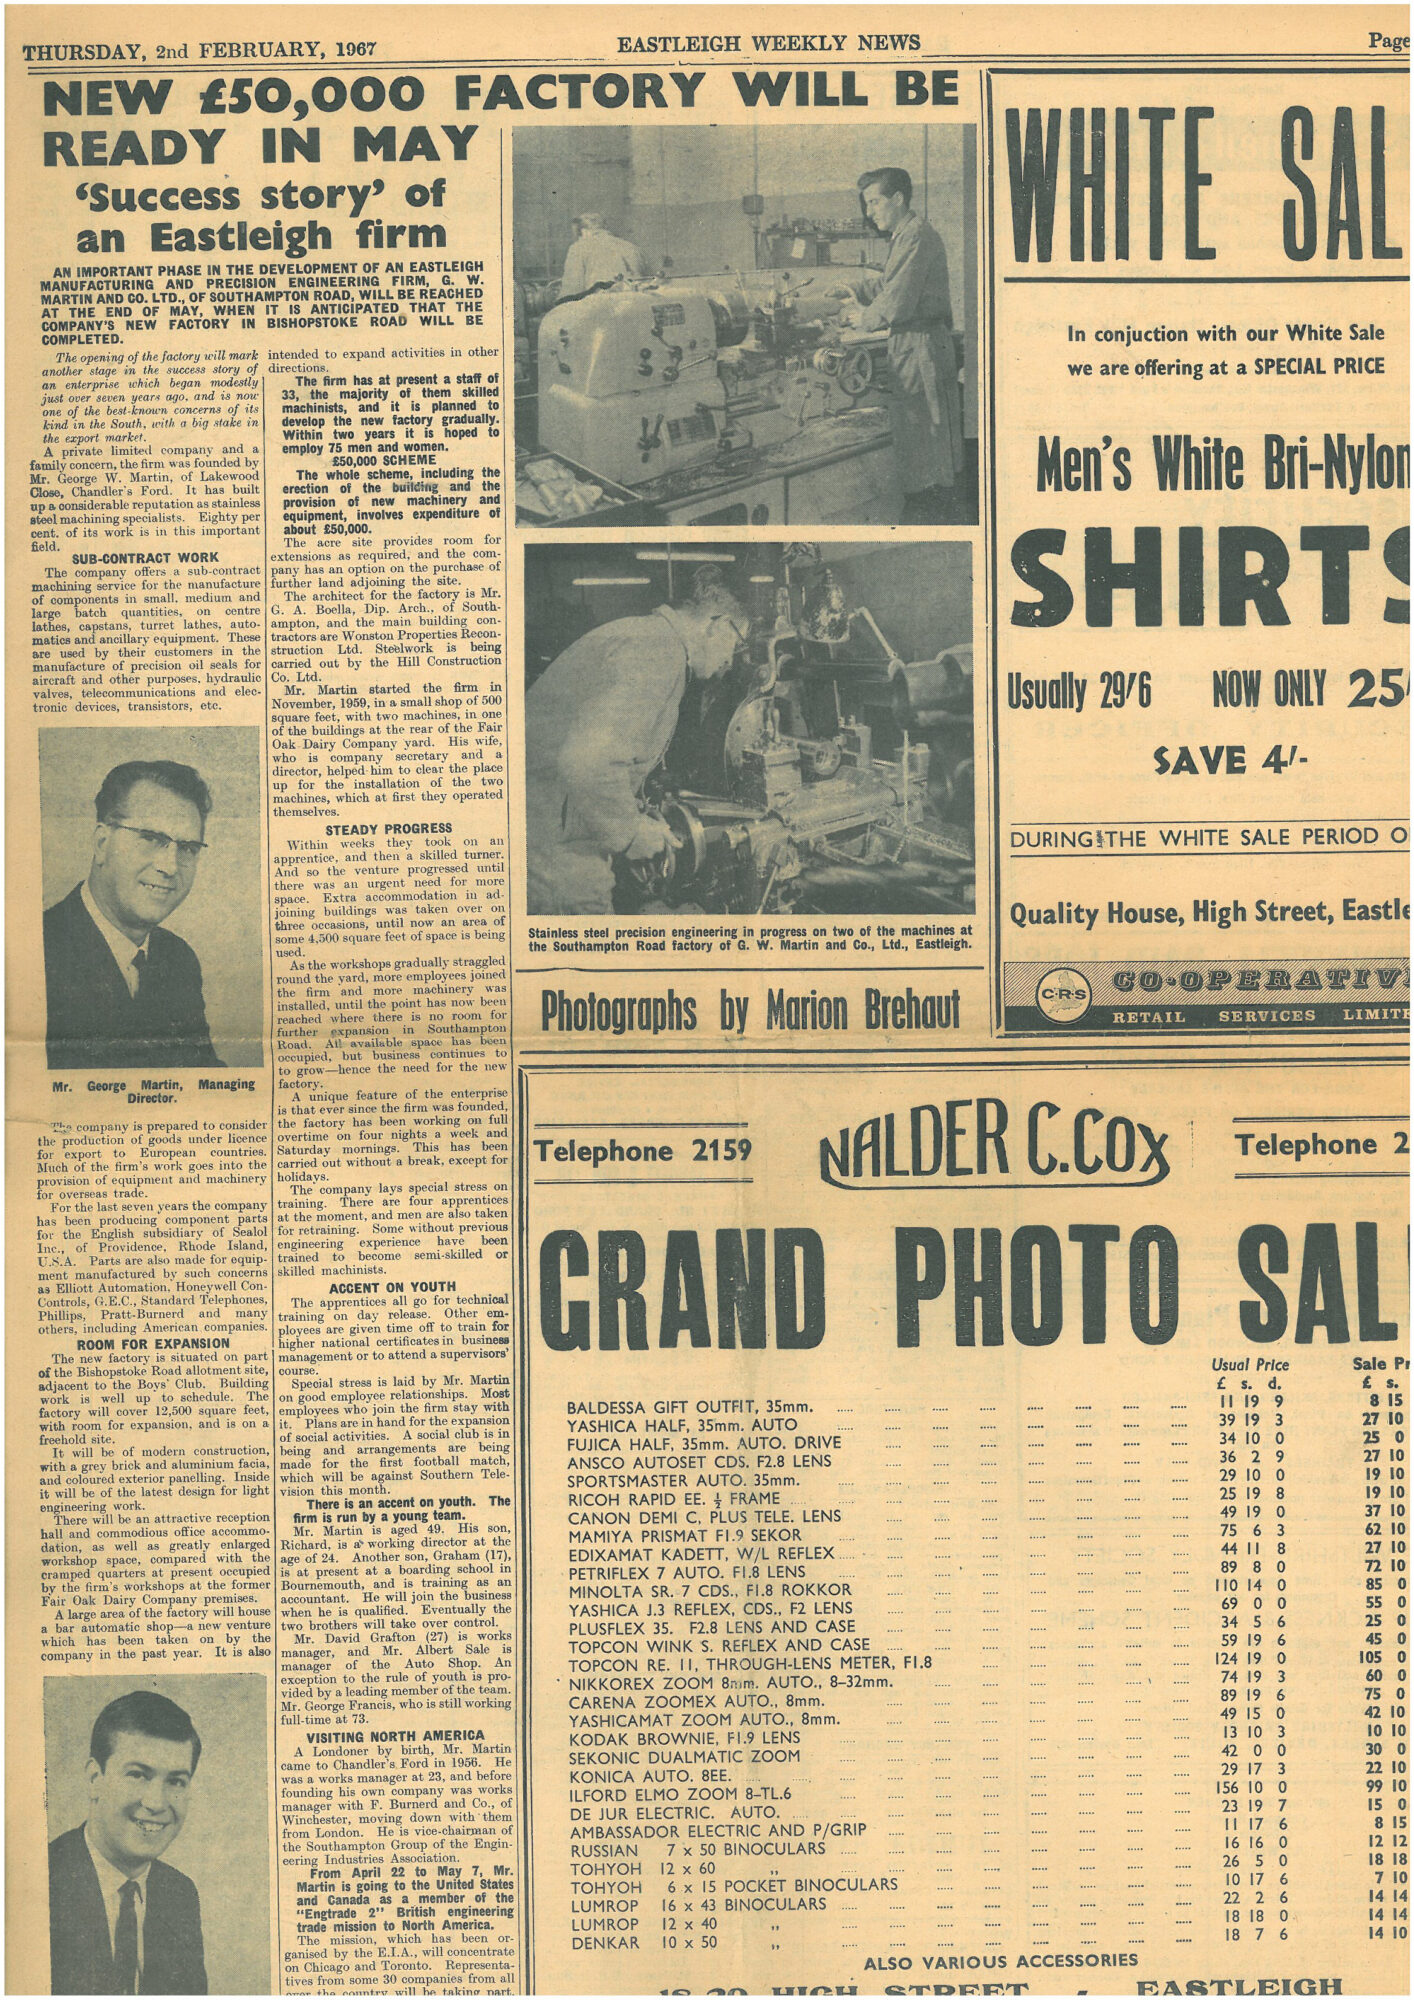 THURSDAY, 2nd FEBRUARY, 1967
EASTLEIGH WEEKLY NEWS
Page
NEW £50,000 FACTORY WILL BE
READY IN MAY
‘Success story’ of
an Eastleigh firm
AN IMPORTANT PHASE IN THE DEVELOPMENT OF AN EASTLEIGH
MANUFACTURING AND PRECISION ENGINEERING FIRM, G. W.
MARTIN AND CO. LTD., OF SOUTHAMPTON ROAD, WILL BE REACHED
AT THE END OF MAY, WHEN IT IS ANTICIPATED THAT THE
COMPANY'S NEW FACTORY IN BISHOPSTOKE ROAD WILL BE
COMPLETED.
The opening of the factory will mark
another stage in the success story of
an enterprise which began modestly
just over seven years ago, and is now
one of the best-known concerns of its
kind in the South, with a big stake in
the export market.
A private limited company and a
family concern, the firm was founded by
Mr. George W. Martin, of Lakewood
Close, Chandler's Ford. It has built
up a considerable reputation as stainless
steel machining specialists. Eighty per
cent. of its work is in this important
field.
SUB-CONTRACT WORK
The company offers a sub-contract
machining service for the manufacture
of components in small, medium and
large batch quantities, on centre
lathes, capstans, turret lathes, auto-
matics and ancillary equipment. These
are used by their customers in the
manufacture of precision oil seals for
aircraft and other purposes, hydraulic
valves, telecommunications and elec-
tronic devices, transistors, etc.
Mr. George Martin, Managing
Director.
The company is prepared to consider
the production of goods under licence
for export to European countries.
Much of the firm's work goes into the
provision of equipment and machinery
for overseas trade.
For the last seven years the company
has been producing component parts
for the English subsidiary of Sealol
Inc., of Providence, Rhode Island,
U.S.A. Parts are also made for equip-
ment manufactured by such concerns
as Elliott Automation, Honeywell Con-
Controls, G.E.C., Standard Telephones,
Phillips, Pratt-Burnerd and many
others, including American companies.
ROOM FOR EXPANSION
The new factory is situated on part
of the Bishopstoke Road allotment site,
adjacent to the Boys' Club. Building
work is well up to schedule. The
factory will cover 12,500 square feet,
with room for expansion, and is on a
freehold site.
It will be of modern construction,
with a grey brick and aluminium facia,
and coloured exterior panelling. Inside
it will be of the latest design for light
engineering work.
There will be an attractive reception
hall and commodious office accommo-
dation, as well as greatly enlarged
workshop space, compared with the
cramped quarters at present occupied
by the firm's workshops at the former
Fair Oak Dairy Company premises.
A large area of the factory will house
a bar automatic shop—a new venture
which has been taken on by the
company in the past year. It is also
intended to expand activities in other
directions.
The firm has at present a staff of
33, the majority of them skilled
machinists, and it is planned to
develop the new factory gradually.
Within two years it is hoped to
employ 75 men and women.
£50,000 SCHEME
The whole scheme, including the
erection of the building and the
provision of new machinery and
equipment, involves expenditure of
about £50,000.
The acre site provides room for
extensions as required, and the com-
pany has an option on the purchase of
further land adjoining the site.
The architect for the factory is Mr.
G. A. Boella, Dip. Arch., of South-
ampton, and the main building con-
tractors are Wonston Properties Recon-
struction Ltd. Steelwork is being
carried out by the Hill Construction
Co. Ltd.
Mr. Martin started the firm in
November, 1959, in a small shop of 500
square feet, with two machines, in one
of the buildings at the rear of the Fair
Oak Dairy Company yard. His wife,
who is company secretary and a
director, helped him to clear the place
up for the installation of the two
machines, which at first they operated
themselves.
STEADY PROGRESS
Within weeks they took on an
apprentice, and then a skilled turner.
And so the venture progressed until
there was an urgent need for more
space. Extra accommodation in ad-
joining buildings was taken over on
three occasions, until now an area of
some 4,500 square feet of space is being
used.
As the workshops gradually straggled
round the yard, more employees joined
the firm and more machinery was
installed, until the point has now been
reached where there is no room for
further expansion in Southampton
Road. All available space has been
occupied, but business continues to
to grow—hence the need for the new
factory.
A unique feature of the enterprise
is that ever since the firm was founded,
the factory has been working on full
overtime on four nights a week and
Saturday mornings. This has been
carried out without a break, except for
holidays.
The company lays special stress on
training. There are four apprentices
at the moment, and men are also taken
for retraining. Some without previous
engineering experience have been
trained to become semi-skilled or
skilled machinists.
ACCENT ON YOUTH
The apprentices all go for technical
training on day release. Other em-
ployees are given time off to train for
higher national certificates in business
management or to attend a supervisors'
course.
Special stress is laid by Mr. Martin
on good employee relationships. Most
employees who join the firm stay with
it. Plans are in hand for the expansion
of social activities. A social club is in
being and arrangements are being
made for the first football match,
which will be against Southern Tele-
vision this month.
There is an accent on youth. The
firm is run by a young team.
Mr. Martin is aged 49. His son,
Richard, is a working director at the
age of 24. Another son, Graham (17),
is at present at a boarding school in
Bournemouth, and is training as an
accountant. He will join the business
when he is qualified. Eventually the
two brothers will take over control.
Mr. David Grafton (27) is works
manager, and Mr. Albert Sale is
manager of the Auto Shop. An
exception to the rule of youth is pro-
vided by a leading member of the team.
Mr. George Francis, who is still working
full-time at 73.
VISITING NORTH AMERICA
A Londoner by birth, Mr. Martin
came to Chandler's Ford in 1956. He
was a works manager at 23, and before
founding his own company was works
manager with F. Burnerd and Co., of
Winchester, moving down with them
from London. He is vice-chairman of
the Southampton Group of the Engin-
eering Industries Association.
From April 22 to May 7, Mr.
Martin is going to the United States
and Canada as a member of the
"Engtrade 2" British engineering
trade mission to North America.
The mission, which has been or-
ganised by the E.I.A., will concentrate
on Chicago and Toronto. Representa-
tives from some 30 companies from all
over the country will be taking part.
Stainless steel precision engineering in progress on two of the machines at
the Southampton Road factory of G. W. Martin and Co., Ltd., Eastleigh.
Photographs by Marion Brehaut
WHITE SAL
In conjuction with our White Sale
we are offering at a SPECIAL PRICE
Men's White Bri-Nylon
SHIRTS
Usually 29/6 NOW ONLY 25/
SAVE 4/-
DURING THE WHITE SALE PERIOD O
Quality House, High Street, Eastle
C·R·S
CO-OPERATIV
RETAIL SERVICES LIMITE
Telephone 2159
NALDER C. COX
Telephone 2
GRAND PHOTO SAL
Usual Price Sale Pr
£ s. d. £ s.
BALDESSA GIFT OUTFIT, 35mm. 11 19 9 8 15
YASHICA HALF, 35mm. AUTO 39 19 3 27 10
FUJICA HALF, 35mm. AUTO. DRIVE 34 10 0 25 0
ANSCO AUTOSET CDS. F2.8 LENS 36 2 9 27 10
SPORTSMASTER AUTO. 35mm. 29 10 0 19 10
RICOH RAPID EE. ½ FRAME 25 19 8 19 10
CANON DEMI C, PLUS TELE. LENS 49 19 0 37 10
MAMIYA PRISMAT F1.9 SEKOR 75 6 3 62 10
EDIXAMAT KADETT, W/L REFLEX 44 11 8 27 10
PETRIFLEX 7 AUTO. F1.8 LENS 89 8 0 72 10
MINOLTA SR. 7 CDS., F1.8 ROKKOR 110 14 0 85 0
YASHICA J.3 REFLEX, CDS., F2 LENS 69 0 0 55 0
PLUSFLEX 35. F2.8 LENS AND CASE 34 5 6 25 0
TOPCON WINK S. REFLEX AND CASE 59 19 6 45 0
TOPCON RE. 11, THROUGH-LENS METER, F1.8 124 19 0 105 0
NIKKOREX ZOOM 8mm. AUTO., 8–32mm. 74 19 3 60 0
CARENA ZOOMEX AUTO., 8mm. 89 19 6 75 0
YASHICAMAT ZOOM AUTO., 8mm. 49 15 0 42 10
KODAK BROWNIE, F1.9 LENS 13 10 3 10 10
SEKONIC DUALMATIC ZOOM 42 0 0 30 0
KONICA AUTO. 8EE. 29 17 3 22 10
ILFORD ELMO ZOOM 8–TL.6 156 10 0 99 10
DE JUR ELECTRIC. AUTO. 23 19 7 15 0
AMBASSADOR ELECTRIC AND P/GRIP 11 17 6 8 15
RUSSIAN 7 x 50 BINOCULARS 16 16 0 12 12
TOHYOH 12 x 60 ,, 26 5 0 18 18
TOHYOH 6 x 15 POCKET BINOCULARS 10 17 6 7 10
LUMROP 16 x 43 BINOCULARS 22 2 6 14 14
LUMROP 12 x 40 ,, 18 18 0 14 14
DENKAR 10 x 50 ,, 18 7 6 14 10
ALSO VARIOUS ACCESSORIES
18-20 HIGH STREET, EASTLEIGH